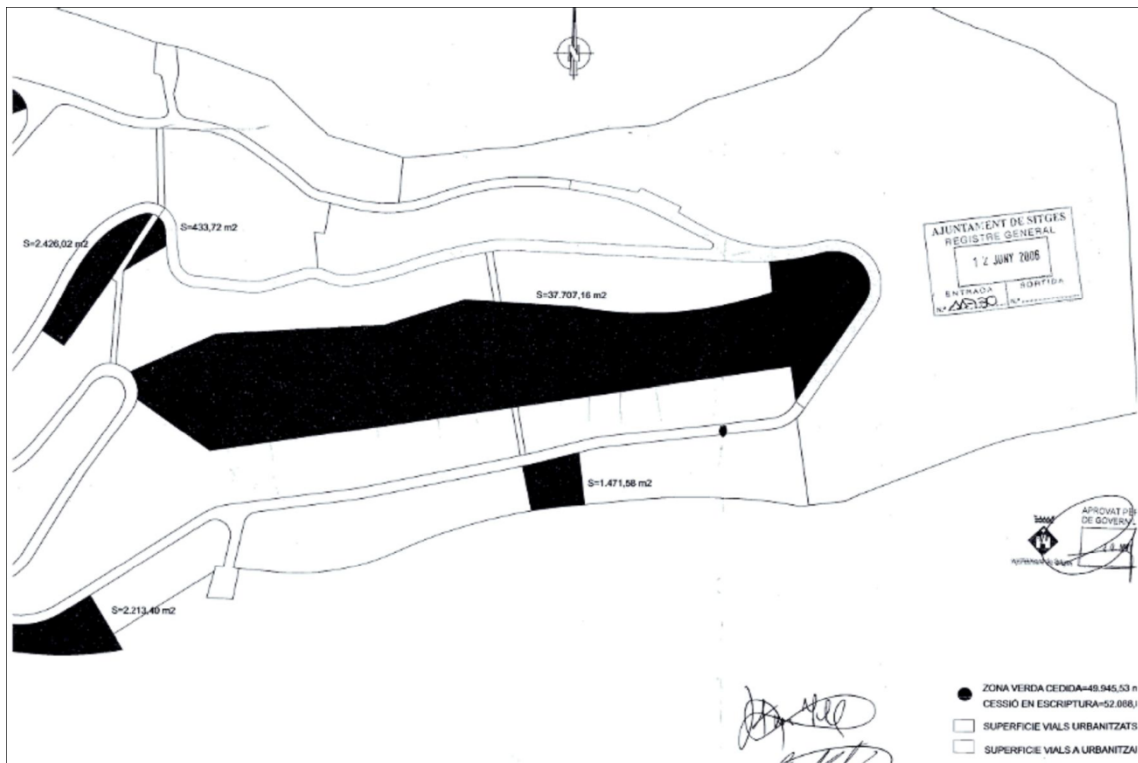 S=433,72 m2
S=2.426,02 m2
S=37.707,16 m2
AJUNTAMENT DE SITGES
REGISTRE GENERAL
12 JUNY 2006
ENTRADA SORTIDA
N.º N.º
S=1.471,58 m2
APROVAT PE
DE GOVERN
S=2.213,40 m2
ZONA VERDA CEDIDA=49.945,53 m
CESSIÓ EN ESCRIPTURA=52.088,
SUPERFICIE VIALS URBANITZATS
SUPERFICIE VIALS A URBANITZA